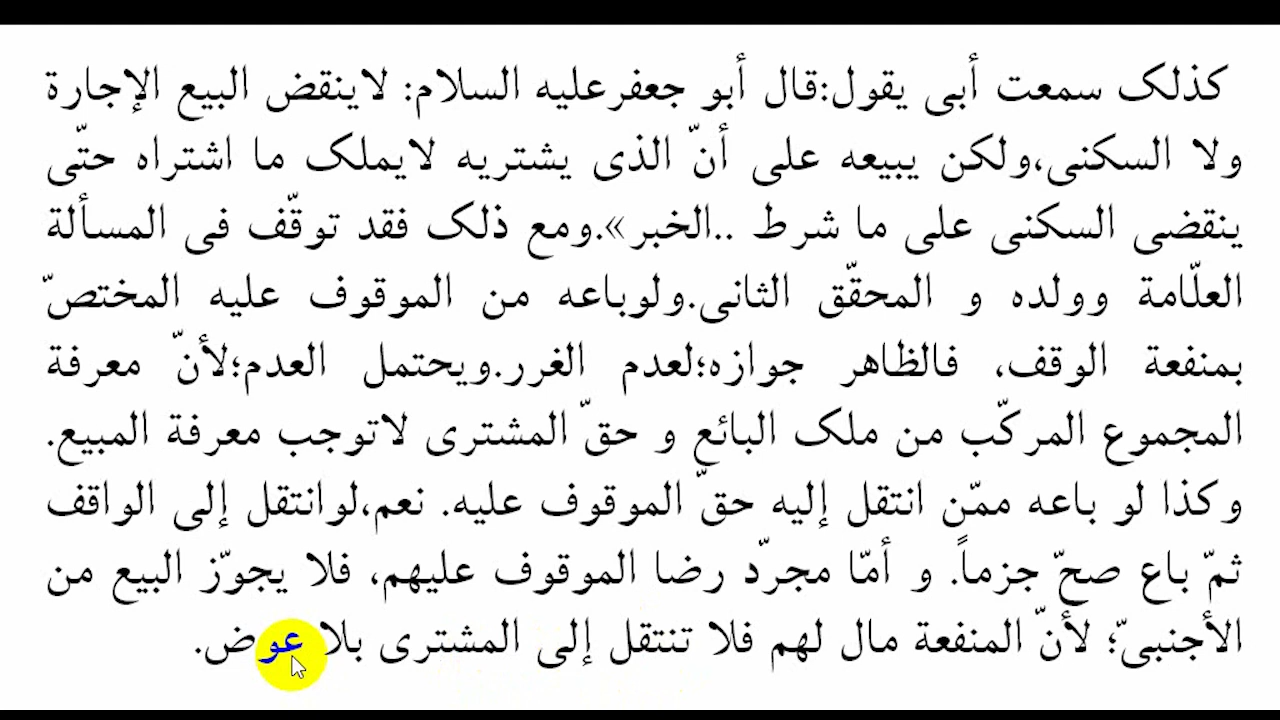 کذلک سمعت أبی یقول:قال أبو جعفرعلیه السلام: لاینقض البیع الإجارة
ولا السکنی،ولکن یبیعه علی أنّ الذی یشتریه لایملک ما اشتراه حتّی
ینقضی السکنی علی ما شرط ..الخبر».ومع ذلک فقد توقّف فی المسألة
العلّامة وولده و المحقّق الثانی.ولوباعه من الموقوف علیه المختصّ
بمنفعة الوقف، فالظاهر جوازه؛لعدم الغرر.ویحتمل العدم؛لأنّ معرفة
المجموع المرکّب من ملک البائع و حقّ المشتری لاتوجب معرفة المبیع.
وکذا لو باعه ممّن انتقل إلیه حقّ الموقوف علیه. نعم،لوانتقل إلی الواقف
ثمّ باع صحّ جزماً. و أمّا مجرّد رضا الموقوف علیهم، فلا یجوّز البیع من
الأجنبیّ؛ لأنّ المنفعة مال لهم فلا تنتقل إلی المشتری بلا عوض.